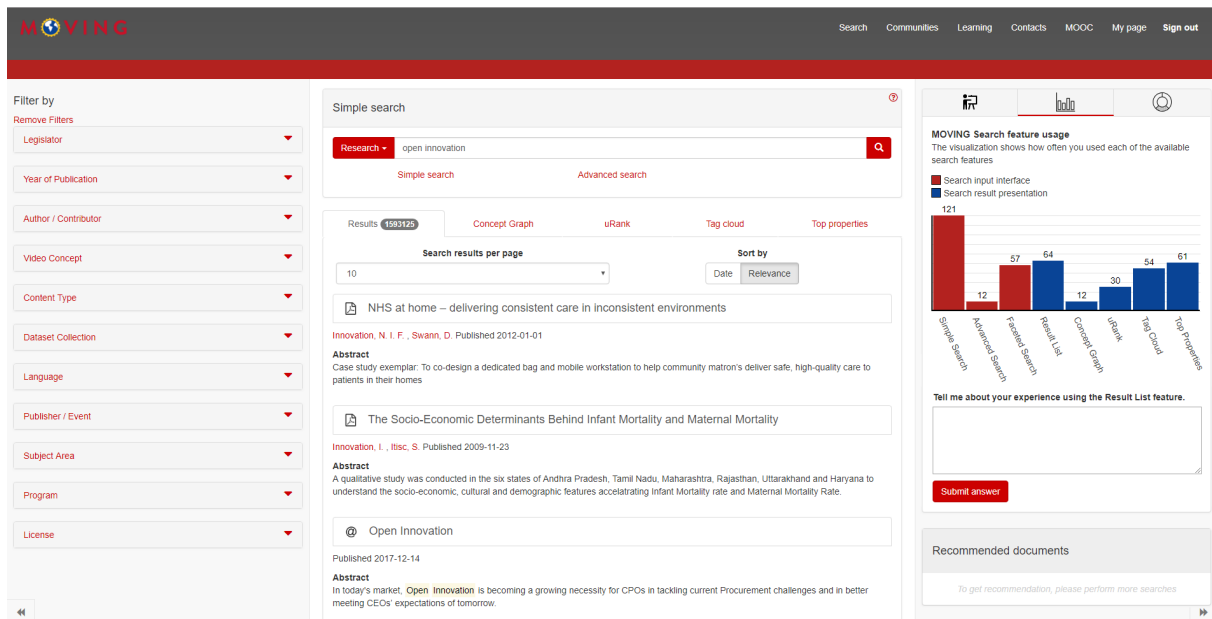 MOVING
Search Communities Learning Contacts MOOC My page Sign out
Filter by
Remove Filters
Legislator
Year of Publication
Author / Contributor
Video Concept
Content Type
Dataset Collection
Language
Publisher / Event
Subject Area
Program
License
Simple search
Research
open innovation
Simple search Advanced search
Results 1593125 Concept Graph uRank Tag cloud Top properties
Search results per page Sort by
10 Date Relevance
NHS at home – delivering consistent care in inconsistent environments
Innovation, N. I. F. , Swann, D. Published 2012-01-01
Abstract
Case study exemplar: To co-design a dedicated bag and mobile workstation to help community matron's deliver safe, high-quality care to
patients in their homes
The Socio-Economic Determinants Behind Infant Mortality and Maternal Mortality
Innovation, I. , Itisc, S. Published 2009-11-23
Abstract
A qualitative study was conducted in the six states of Andhra Pradesh, Tamil Nadu, Maharashtra, Rajasthan, Uttarakhand and Haryana to
understand the socio-economic, cultural and demographic features accelatrating Infant Mortality rate and Maternal Mortality Rate.
@ Open Innovation
Published 2017-12-14
Abstract
In today's market, Open Innovation is becoming a growing necessity for CPOs in tackling current Procurement challenges and in better
meeting CEOs' expectations of tomorrow.
MOVING Search feature usage
The visualization shows how often you used each of the available
search features
Search input interface
Search result presentation
121
12
57
64
12
30
54
61
Simple Search
Advanced Search
Faceted Search
Result List
Concept Graph
uRank
Tag Cloud
Top Properties
Tell me about your experience using the Result List feature.
Submit answer
Recommended documents
To get recommendation, please perform more searches